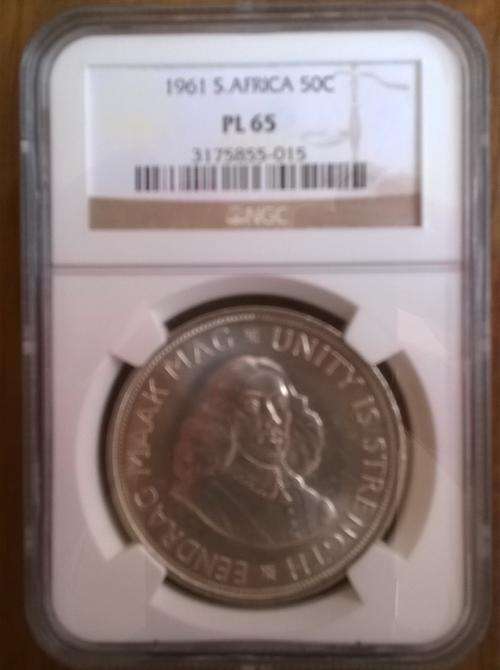 1961 S.AFRICA 50C
PL 65
3175855-015
NGC
EENDRAG MAAK MAG * UNITY IS STRENGTH *